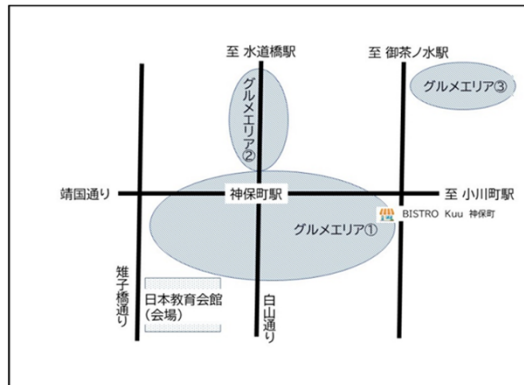 至 水道橋駅
至 御茶ノ水駅
グルメエリア②
グルメエリア③
靖国通り
神保町駅
至 小川町駅
BISTRO Kuu 神保町
グルメエリア①
雉子橋通り
日本教育会館
(会場)
白山通り